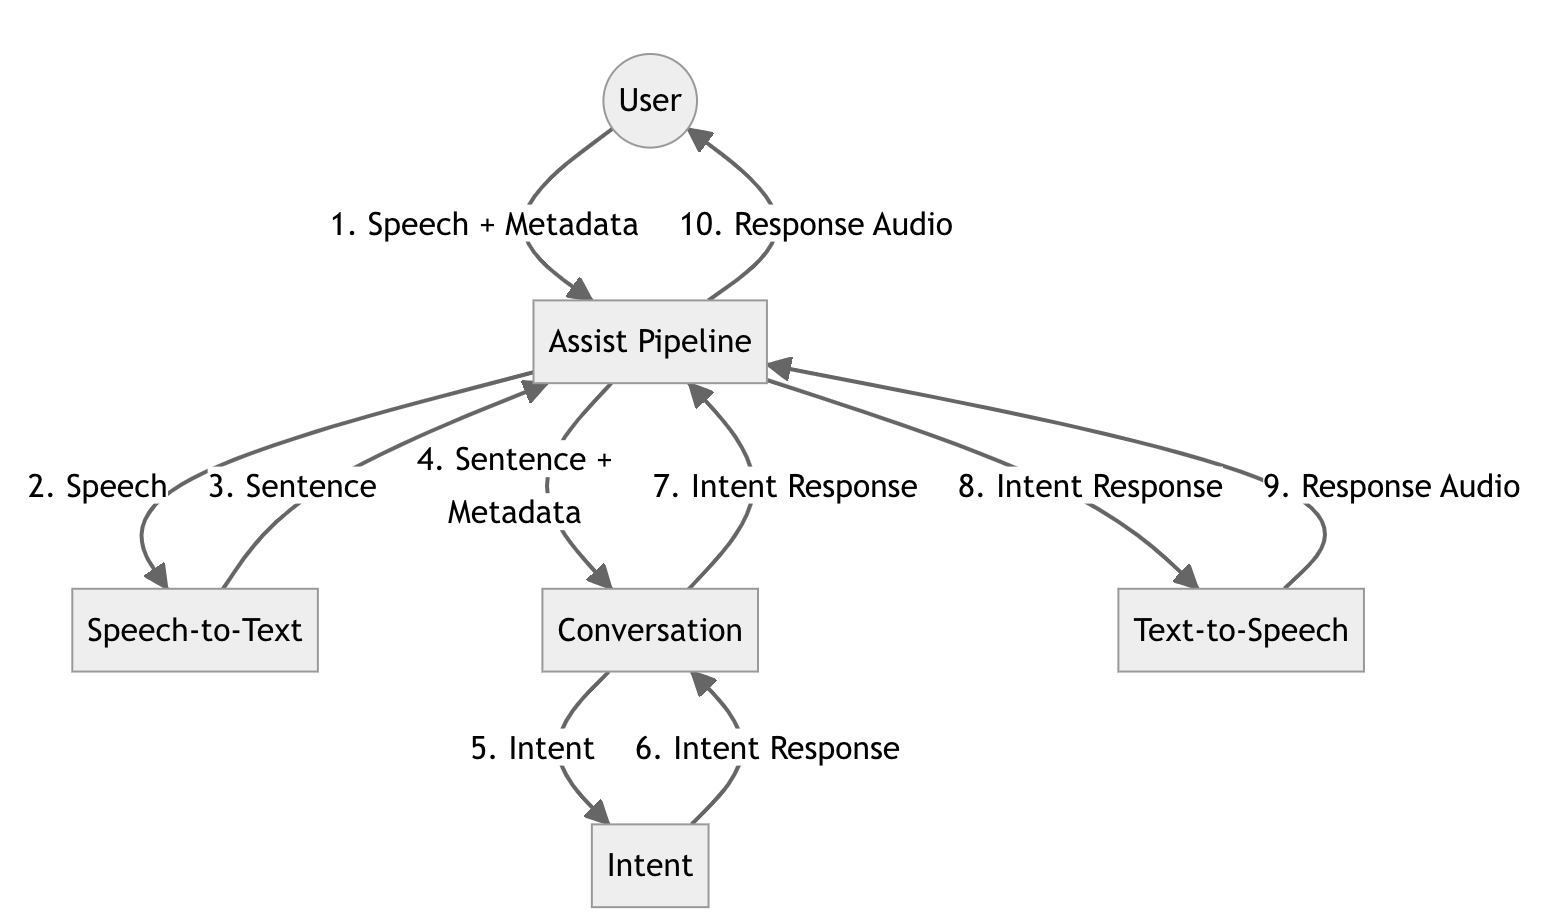 User
1. Speech + Metadata
10. Response Audio
Assist Pipeline
2. Speech
3. Sentence
4. Sentence +
Metadata
7. Intent Response
8. Intent Response
9. Response Audio
Speech-to-Text
Conversation
Text-to-Speech
5. Intent
6. Intent Response
Intent